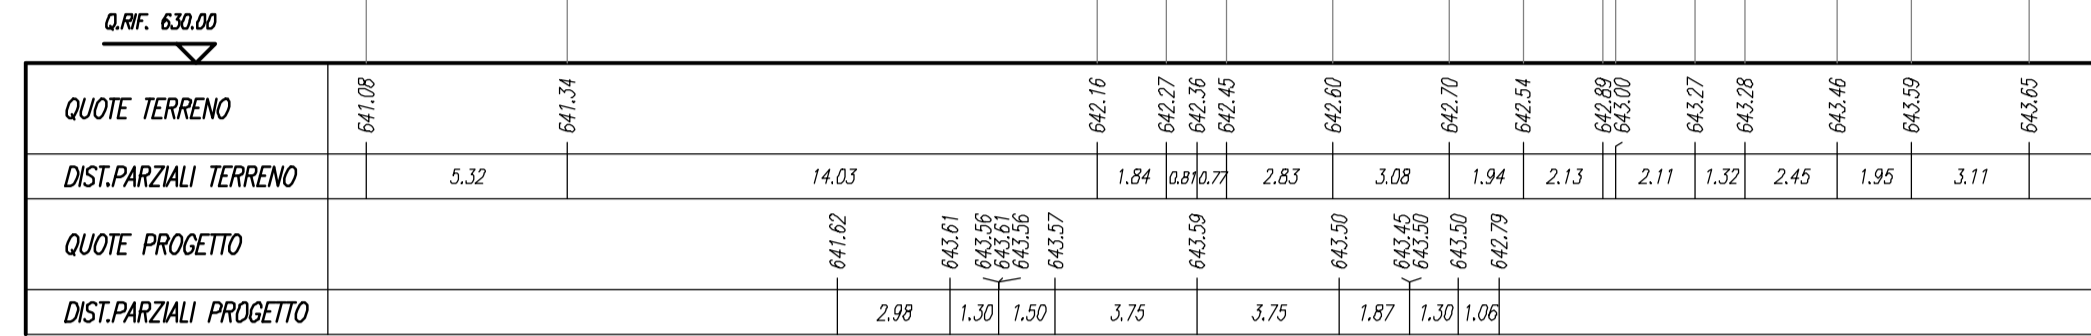 Q.RIF. 630.00
QUOTE TERRENO 641.08 641.34 642.16 642.27 642.36 642.45 642.60 642.70 642.54 642.89 643.00 643.27 643.28 643.46 643.59 643.65
DIST.PARZIALI TERRENO 5.32 14.03 1.84 0.81 0.77 2.83 3.08 1.94 2.13 2.11 1.32 2.45 1.95 3.11
QUOTE PROGETTO 641.62 643.61 643.56 643.61 643.56 643.57 643.59 643.50 643.45 643.50 643.50 642.79
DIST.PARZIALI PROGETTO 2.98 1.30 1.50 3.75 3.75 1.87 1.30 1.06